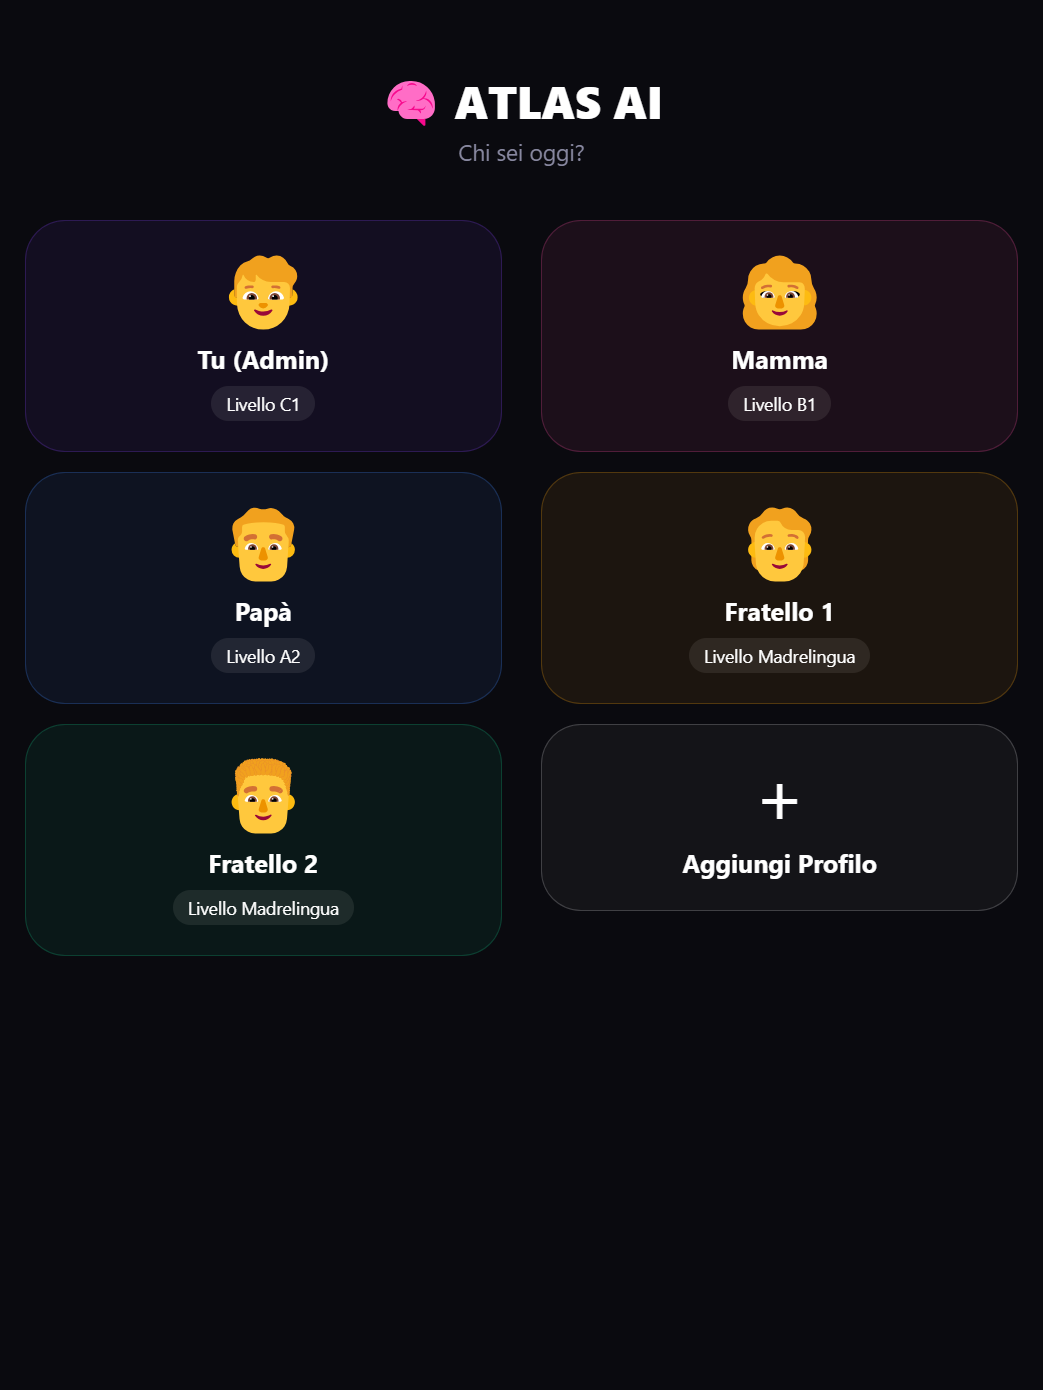 ATLAS AI
Chi sei oggi?
Tu (Admin)
Livello C1
Mamma
Livello B1
Papà
Livello A2
Fratello 1
Livello Madrelingua
Fratello 2
Livello Madrelingua
+
Aggiungi Profilo